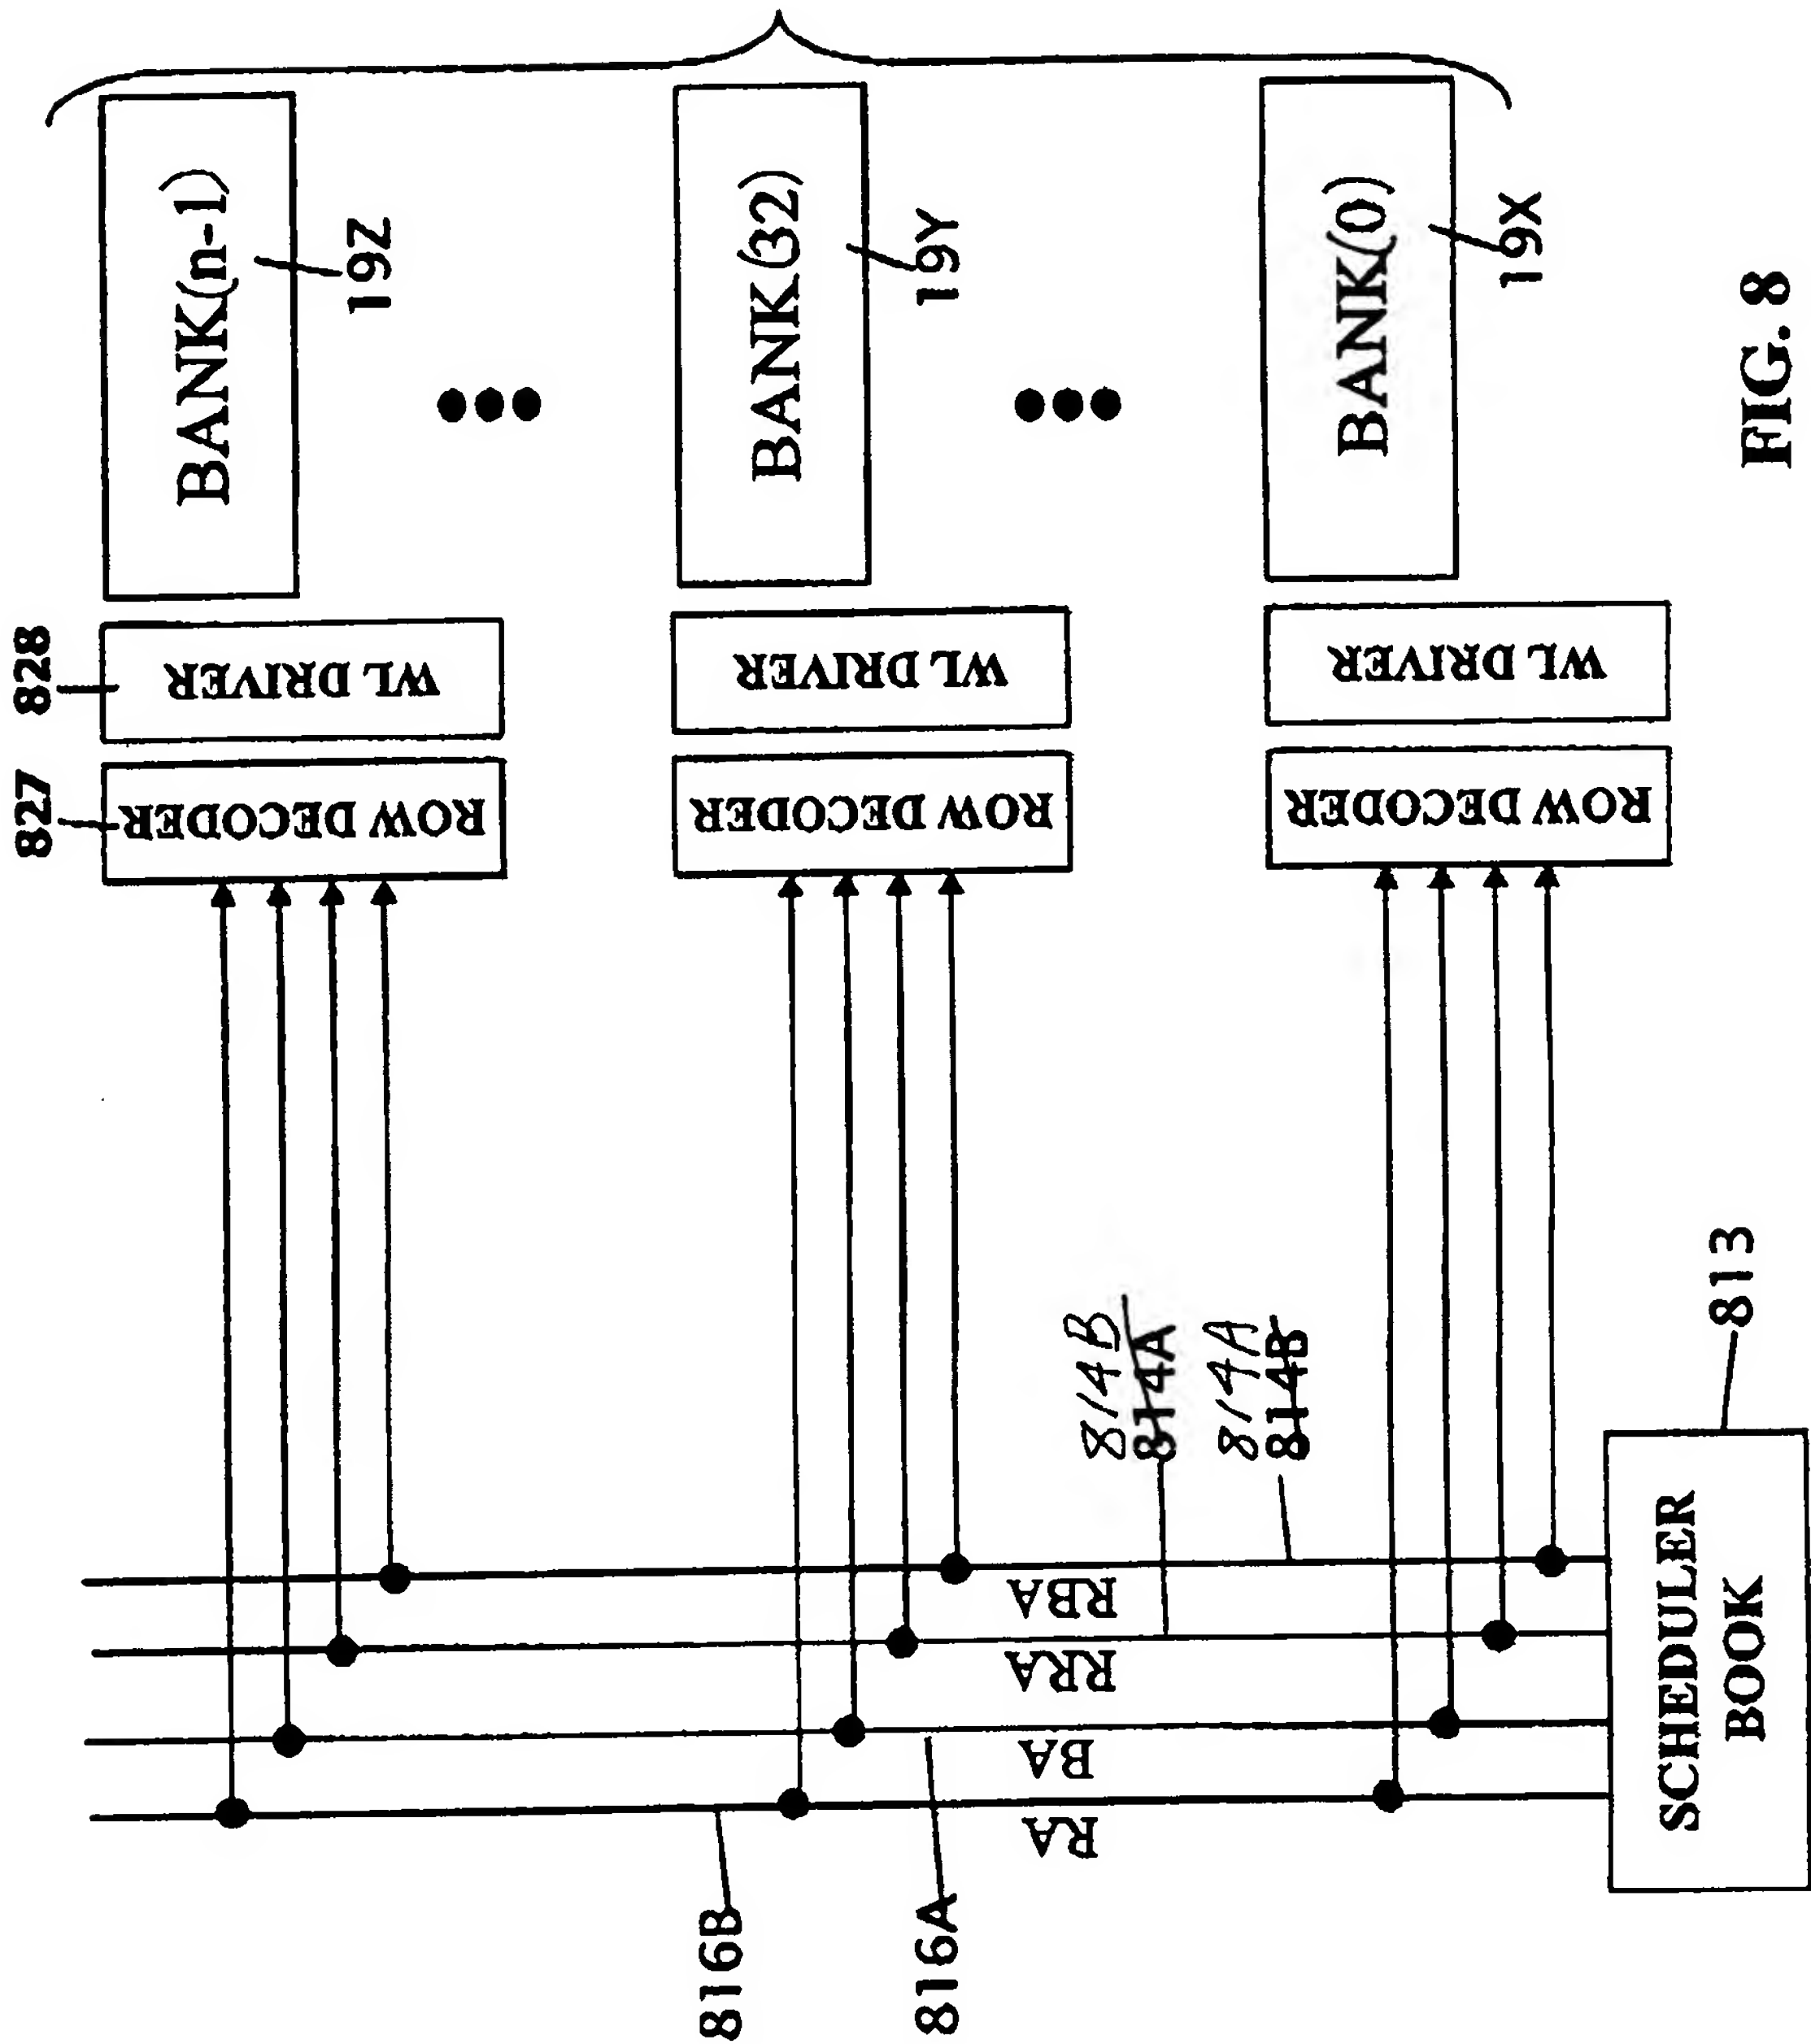 BANK(n-1)
19Z
BANK(32)
19Y
BANK(0)
19X
828
WL DRIVER
WL DRIVER
WL DRIVER
827
ROW DECODER
ROW DECODER
ROW DECODER
814B
814A
814A
814B
RBA
RRA
BA
RA
816B
816A
SCHEDULER
BOOK
813
FIG. 8